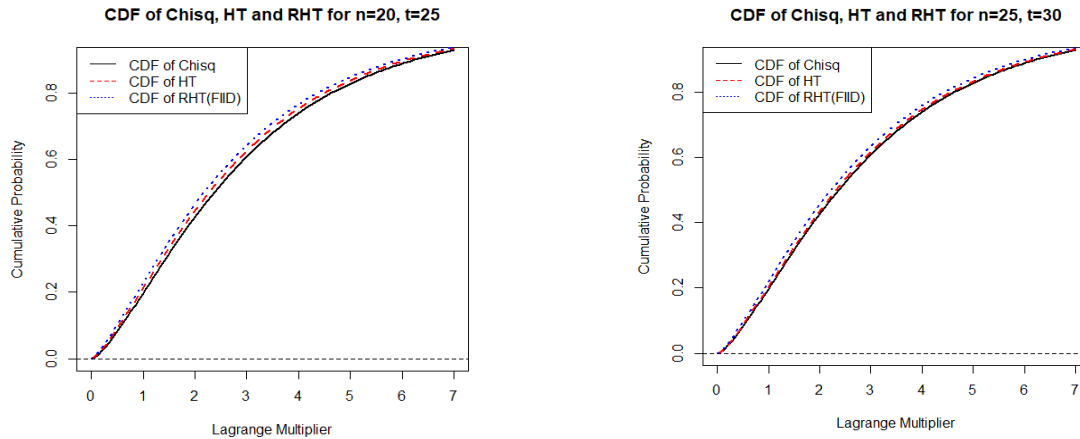 CDF of Chisq, HT and RHT for n=20, t=25
CDF of Chisq
CDF of HT
CDF of RHT(FIID)
Cumulative Probability
0.0 0.2 0.4 0.6 0.8
0 1 2 3 4 5 6 7
Lagrange Multiplier
CDF of Chisq, HT and RHT for n=25, t=30
CDF of Chisq
CDF of HT
CDF of RHT(FIID)
Cumulative Probability
0.0 0.2 0.4 0.6 0.8
0 1 2 3 4 5 6 7
Lagrange Multiplier